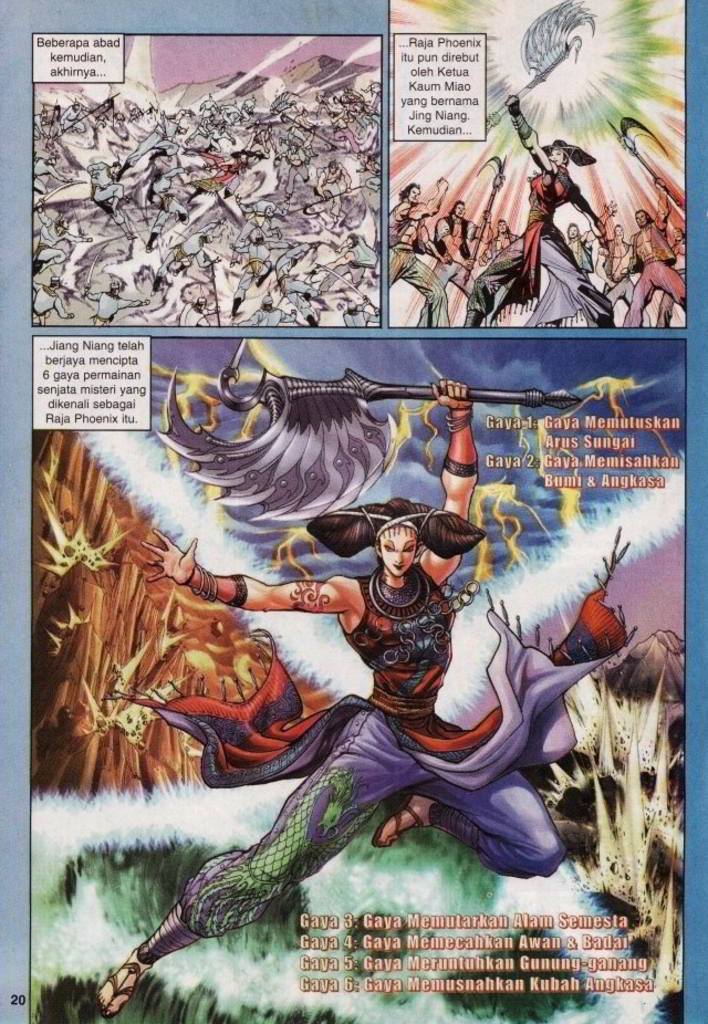 Beberapa abad
kemudian,
akhirnya...
...Raja Phoenix
itu pun direbut
oleh Ketua
Kaum Miao
yang bernama
Jing Niang.
Kemudian...
...Jiang Niang telah
berjaya mencipta
6 gaya permainan
senjata misteri yang
dikenali sebagai
Raja Phoenix itu.
Gaya 1: Gaya Memutuskan
Arus Sungai
Gaya 2: Gaya Memisahkan
Bumi & Angkasa
Gaya 3: Gaya Memutarkan Alam Semesta
Gaya 4: Gaya Memecahkan Awan & Badai
Gaya 5: Gaya Meruntuhkan Gunung-ganang
Gaya 6: Gaya Memusnahkan Kubah Angkasa
20